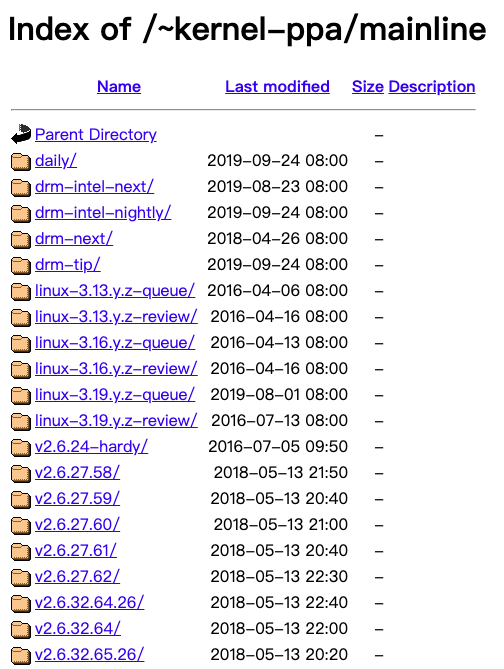 Index of /~kernel-ppa/mainline
Name Last modified Size Description
Parent Directory –
daily/ 2019-09-24 08:00 –
drm-intel-next/ 2019-08-23 08:00 –
drm-intel-nightly/ 2019-09-24 08:00 –
drm-next/ 2018-04-26 08:00 –
drm-tip/ 2019-09-24 08:00 –
linux-3.13.y.z-queue/ 2016-04-06 08:00 –
linux-3.13.y.z-review/ 2016-04-16 08:00 –
linux-3.16.y.z-queue/ 2016-04-13 08:00 –
linux-3.16.y.z-review/ 2016-04-16 08:00 –
linux-3.19.y.z-queue/ 2019-08-01 08:00 –
linux-3.19.y.z-review/ 2016-07-13 08:00 –
v2.6.24-hardy/ 2016-07-05 09:50 –
v2.6.27.58/ 2018-05-13 21:50 –
v2.6.27.59/ 2018-05-13 20:40 –
v2.6.27.60/ 2018-05-13 21:00 –
v2.6.27.61/ 2018-05-13 20:40 –
v2.6.27.62/ 2018-05-13 22:30 –
v2.6.32.64.26/ 2018-05-13 22:40 –
v2.6.32.64/ 2018-05-13 22:00 –
v2.6.32.65.26/ 2018-05-13 20:20 –